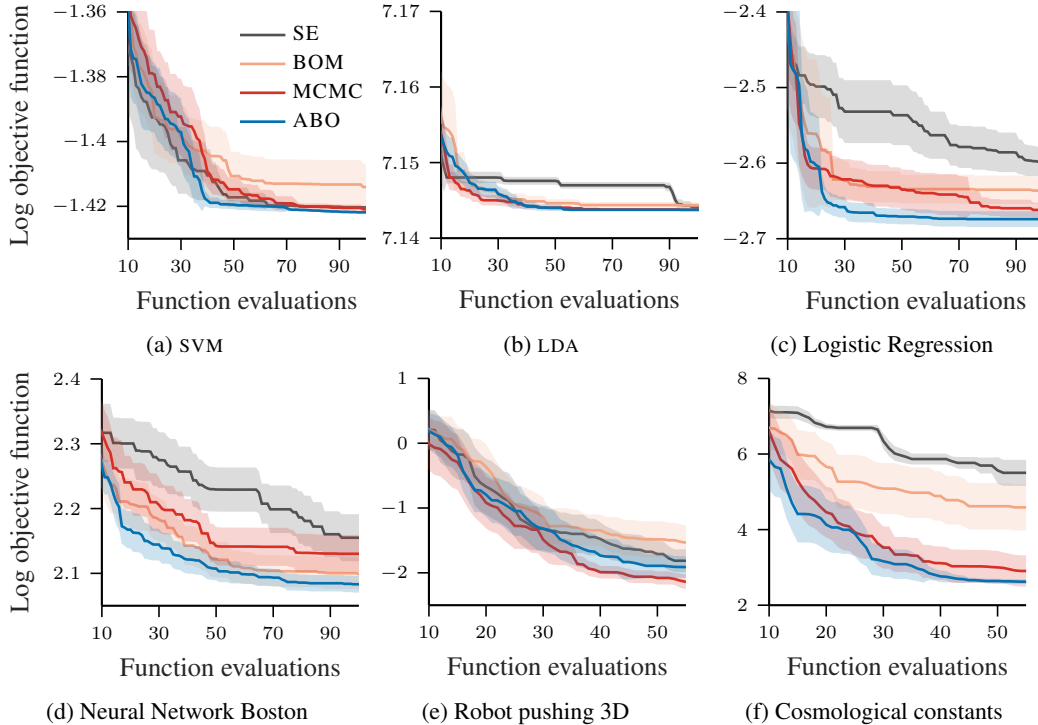 Log objective function
−1.36
−1.38
−1.4
−1.42
10 30 50 70 90
SE
BOM
MCMC
ABO
Function evaluations
(a) SVM
7.17
7.16
7.15
7.14
10 30 50 70 90
Function evaluations
(b) LDA
−2.4
−2.5
−2.6
−2.7
10 30 50 70 90
Function evaluations
(c) Logistic Regression
Log objective function
2.4
2.3
2.2
2.1
10 30 50 70 90
Function evaluations
(d) Neural Network Boston
1
0
−1
−2
10 20 30 40 50
Function evaluations
(e) Robot pushing 3D
8
6
4
2
10 20 30 40 50
Function evaluations
(f) Cosmological constants